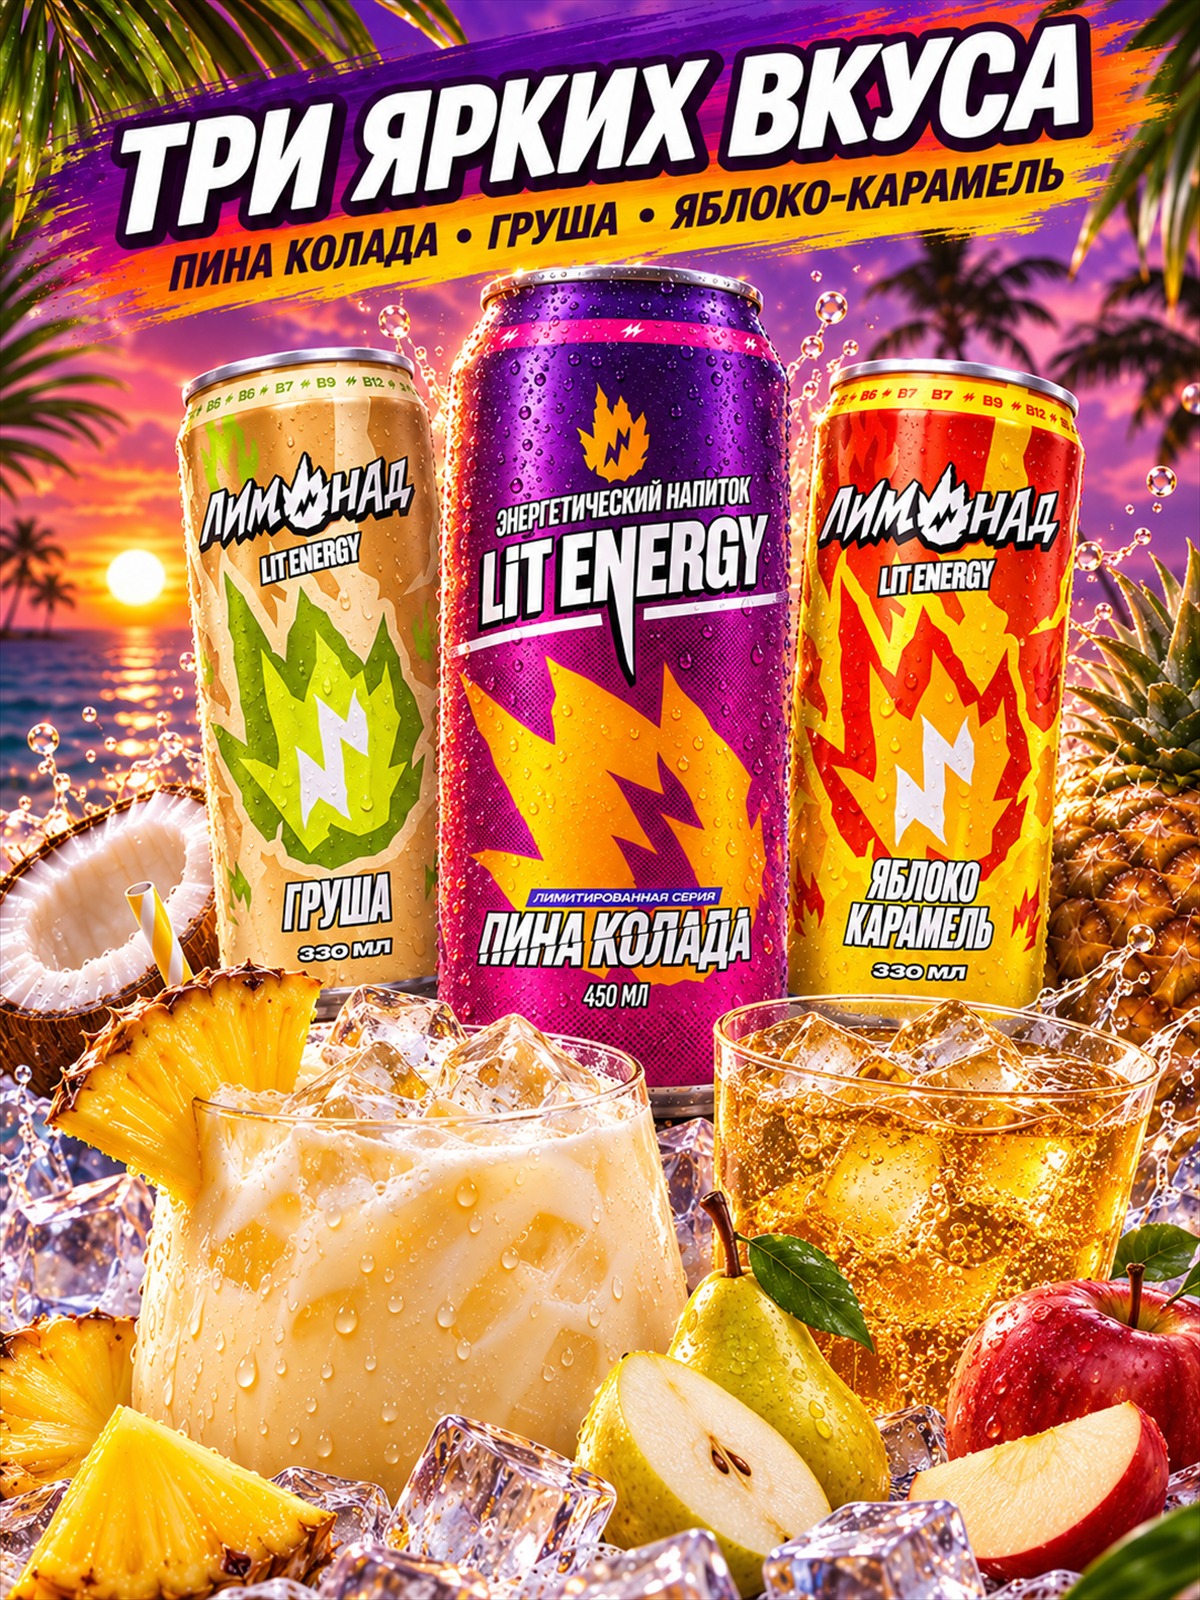 ТРИ ЯРКИХ ВКУСА
ПИНА КОЛАДА • ГРУША • ЯБЛОКО-КАРАМЕЛЬ
B6 B6 B7 B9 B12
ЛИМОНАД
LIT ENERGY
ГРУША
330 МЛ
ЭНЕРГЕТИЧЕСКИЙ НАПИТОК
LiT ENERGY
ЛИМИТИРОВАННАЯ СЕРИЯ
ПИНА КОЛАДА
450 МЛ
B6 B7 B7 B9 B12
ЛИМОНАД
LIT ENERGY
ЯБЛОКО
КАРАМЕЛЬ
330 МЛ